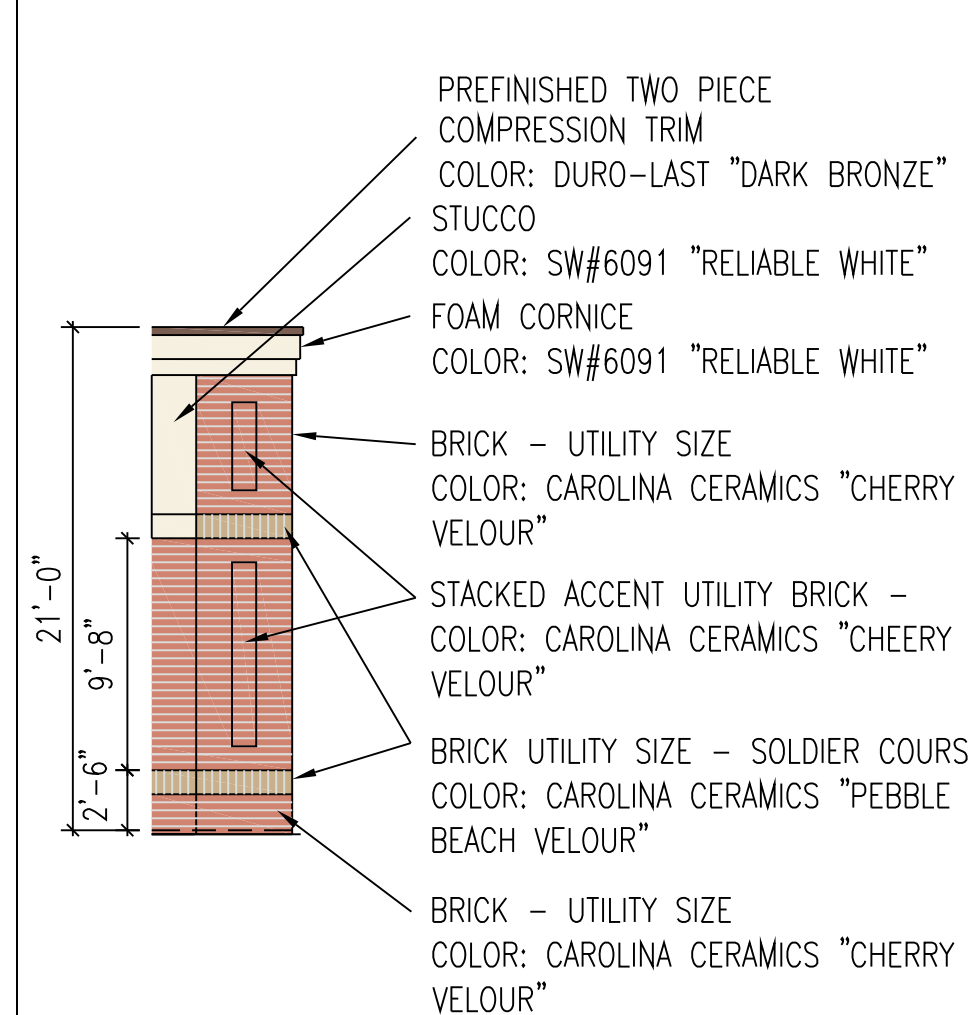 PREFINISHED TWO PIECE
COMPRESSION TRIM
COLOR: DURO-LAST "DARK BRONZE"
STUCCO
COLOR: SW#6091 "RELIABLE WHITE"
FOAM CORNICE
COLOR: SW#6091 "RELIABLE WHITE"
BRICK - UTILITY SIZE
COLOR: CAROLINA CERAMICS "CHERRY
VELOUR"
STACKED ACCENT UTILITY BRICK -
COLOR: CAROLINA CERAMICS "CHEERY
VELOUR"
BRICK UTILITY SIZE - SOLDIER COURS
COLOR: CAROLINA CERAMICS "PEBBLE
BEACH VELOUR"
BRICK - UTILITY SIZE
COLOR: CAROLINA CERAMICS "CHERRY
VELOUR"
21'-0"
9'-8"
2'-6"